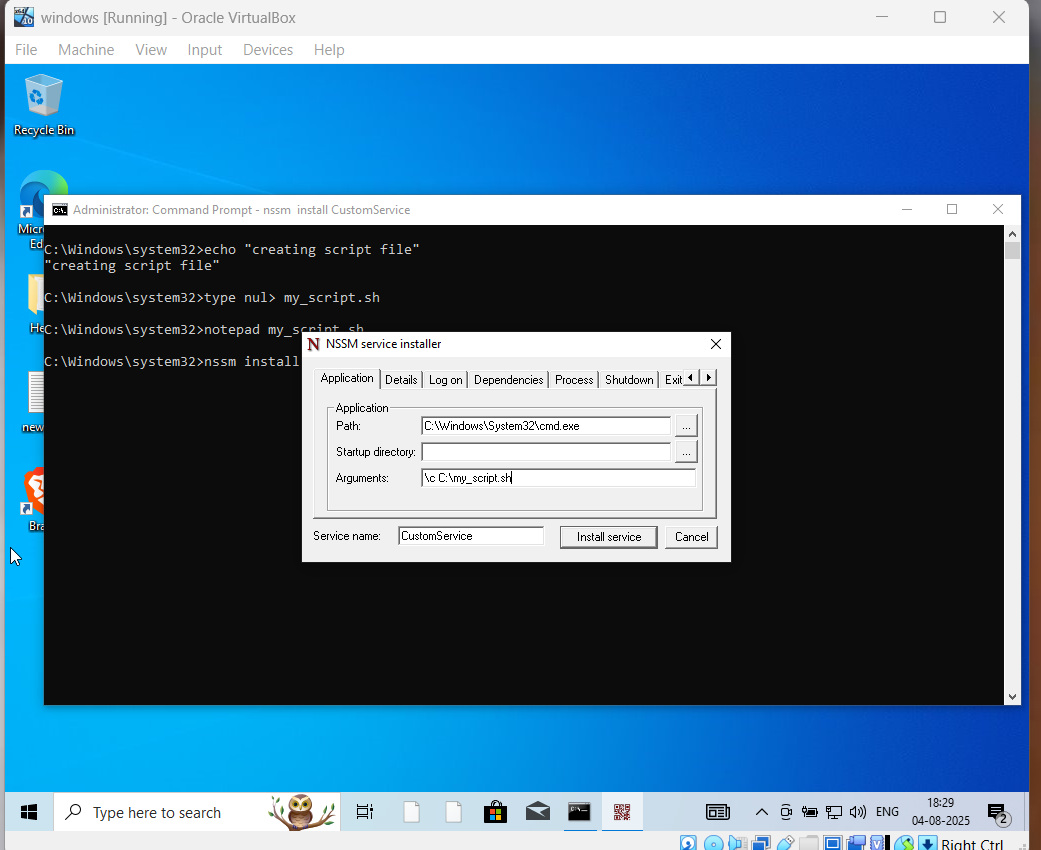 windows [Running] - Oracle VirtualBox
File Machine View Input Devices Help
Recycle Bin
Administrator: Command Prompt - nssm install CustomService
C:\Windows\system32>echo "creating script file"
"creating script file"
C:\Windows\system32>type nul> my_script.sh
C:\Windows\system32>notepad my_script.sh
C:\Windows\system32>nssm install
NSSM service installer
Application Details Log on Dependencies Process Shutdown Exit
Application
Path: C:\Windows\System32\cmd.exe ...
Startup directory: ...
Arguments: \c C:\my_script.sh
Service name: CustomService Install service Cancel
Micr
Ed
He
new
Bra
Type here to search
ENG
18:29
04-08-2025
2
Right Ctrl